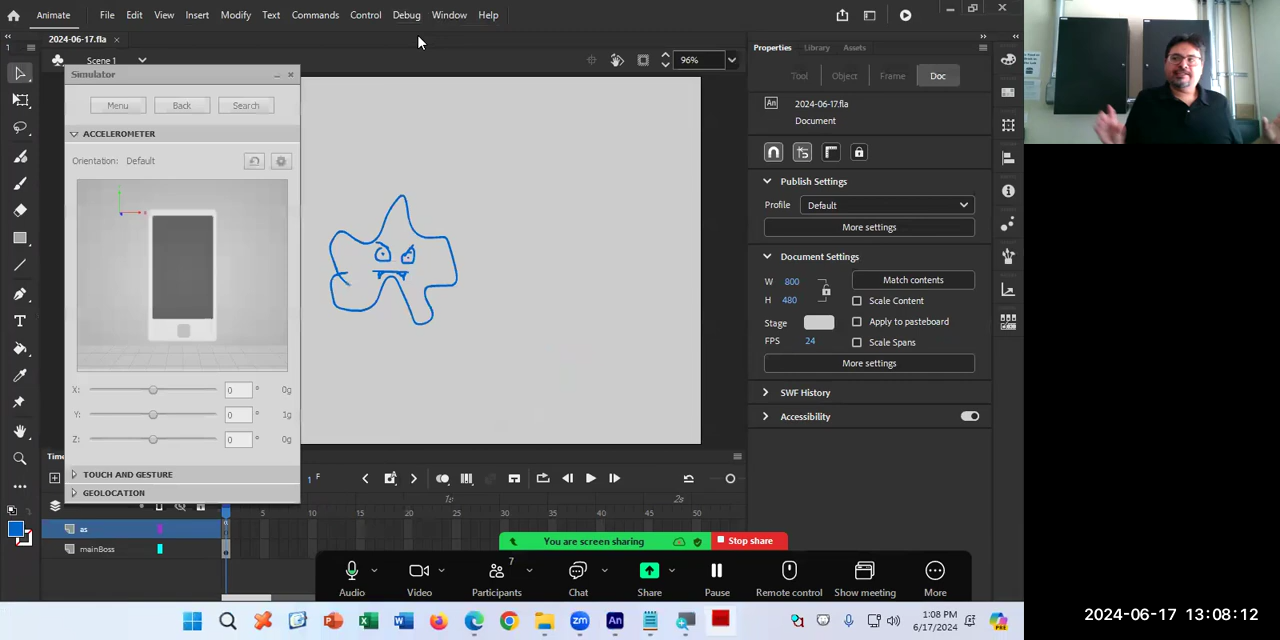 Animate File Edit View Insert Modify Text Commands Control Debug Window Help
2024-06-17.fla
Scene 1
96%
Simulator
Menu Back Search
ACCELEROMETER
Orientation: Default
X: 0 ° 0g
Y: 0 ° 1g
Z: 0 ° 0g
TOUCH AND GESTURE
GEOLOCATION
Properties Library Assets
Tool Object Frame Doc
An 2024-06-17.fla
Document
Publish Settings
Profile Default
More settings
Document Settings
W 800 Match contents
H 480 Scale Content
Stage Apply to pasteboard
FPS 24 Scale Spans
More settings
SWF History
Accessibility
Time
1 F
1s 2s
5 10 15 20 25 30 35 40 45 50
as
mainBoss
You are screen sharing Stop share
7
Audio Video Participants Chat Share Pause Remote control Show meeting More
1:08 PM
6/17/2024
2024-06-17 13:08:12